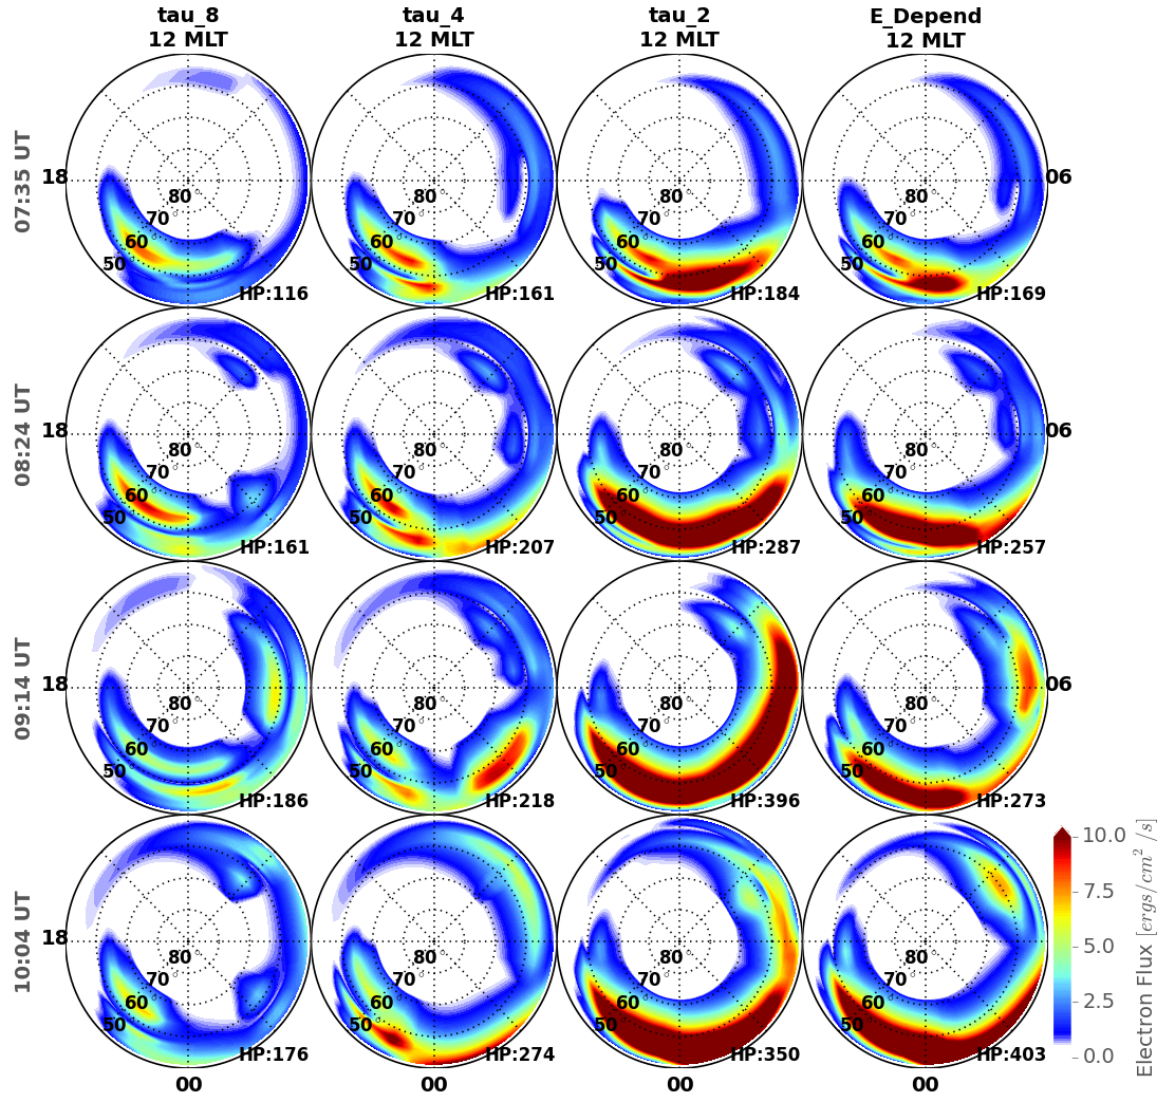 tau_8 tau_4 tau_2 E_Depend
12 MLT 12 MLT 12 MLT 12 MLT
07:35 UT
18 06
80° 80° 80° 80°
70° 70° 70° 70°
60° 60° 60° 60°
50° 50° 50° 50°
HP:116 HP:161 HP:184 HP:169
08:24 UT
18 06
80° 80° 80° 80°
70° 70° 70° 70°
60° 60° 60° 60°
50° 50° 50° 50°
HP:161 HP:207 HP:287 HP:257
09:14 UT
18 06
80° 80° 80° 80°
70° 70° 70° 70°
60° 60° 60° 60°
50° 50° 50° 50°
HP:186 HP:218 HP:396 HP:273
10:04 UT
18
80° 80° 80° 80°
70° 70° 70° 70°
60° 60° 60° 60°
50° 50° 50° 50°
HP:176 HP:274 HP:350 HP:403
00 00 00 00
10.0
7.5
5.0
2.5
0.0
Electron Flux [ergs/cm² /s]